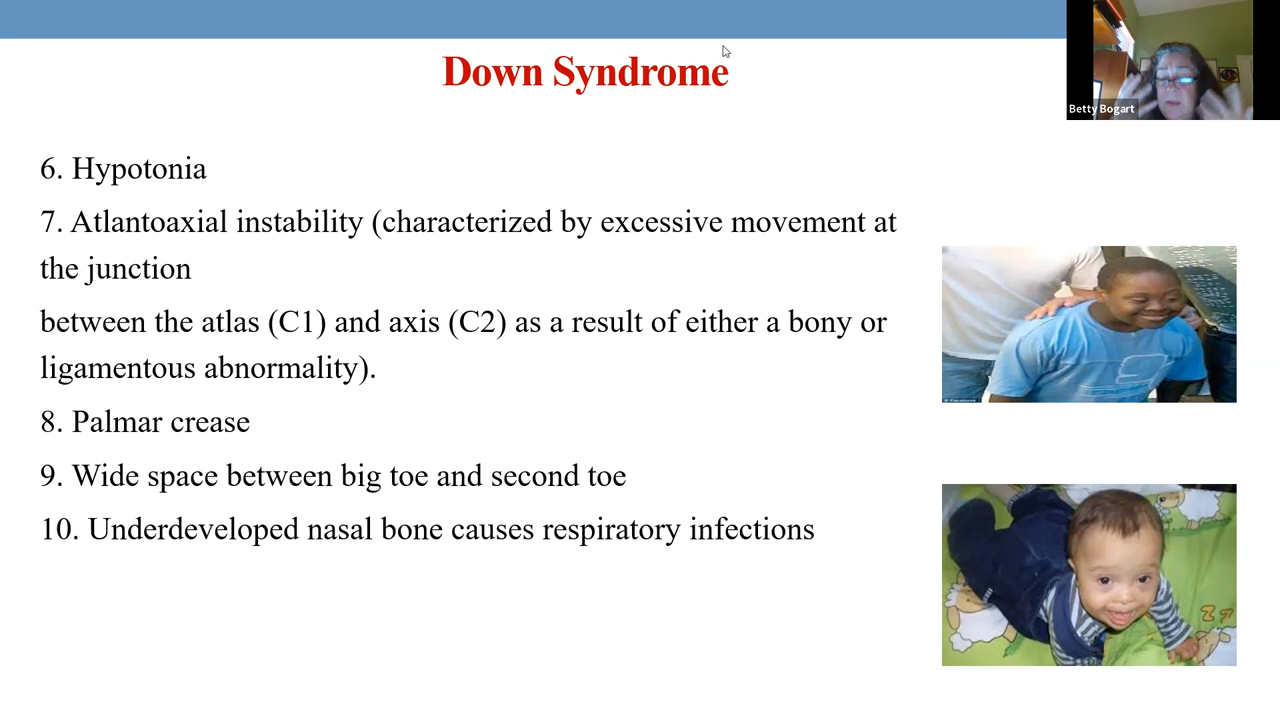 Down Syndrome
Betty Bogart
6. Hypotonia
7. Atlantoaxial instability (characterized by excessive movement at
the junction
between the atlas (C1) and axis (C2) as a result of either a bony or
ligamentous abnormality).
8. Palmar crease
9. Wide space between big toe and second toe
10. Underdeveloped nasal bone causes respiratory infections